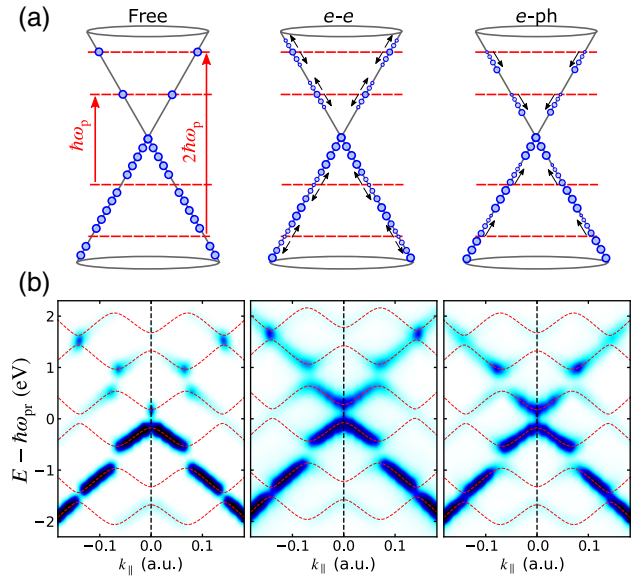 (a)
Free
e-e
e-ph
ℏω_p
2ℏω_p
(b)
E − ℏω_pr (eV)
2
1
0
−1
−2
−0.1 0.0 0.1
−0.1 0.0 0.1
−0.1 0.0 0.1
k_∥ (a.u.)
k_∥ (a.u.)
k_∥ (a.u.)